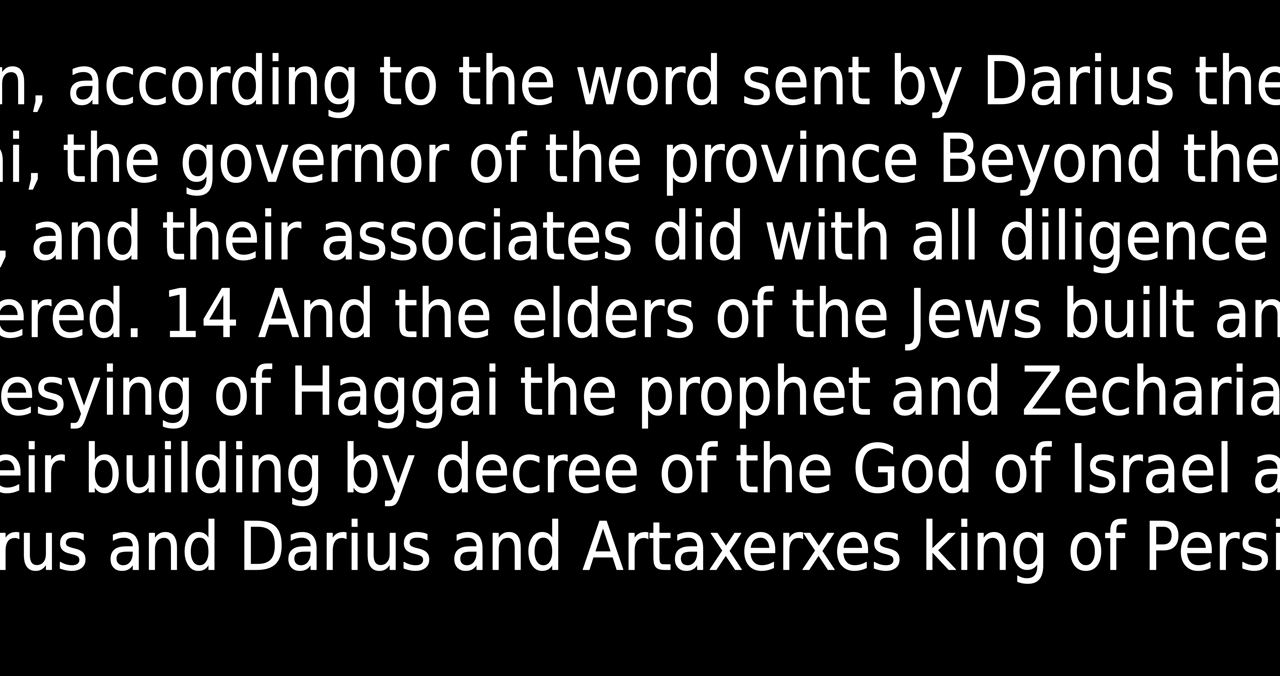 n, according to the word sent by Darius the
i, the governor of the province Beyond the
, and their associates did with all diligence
ered. 14 And the elders of the Jews built an
esying of Haggai the prophet and Zecharia
eir building by decree of the God of Israel a
rus and Darius and Artaxerxes king of Persi